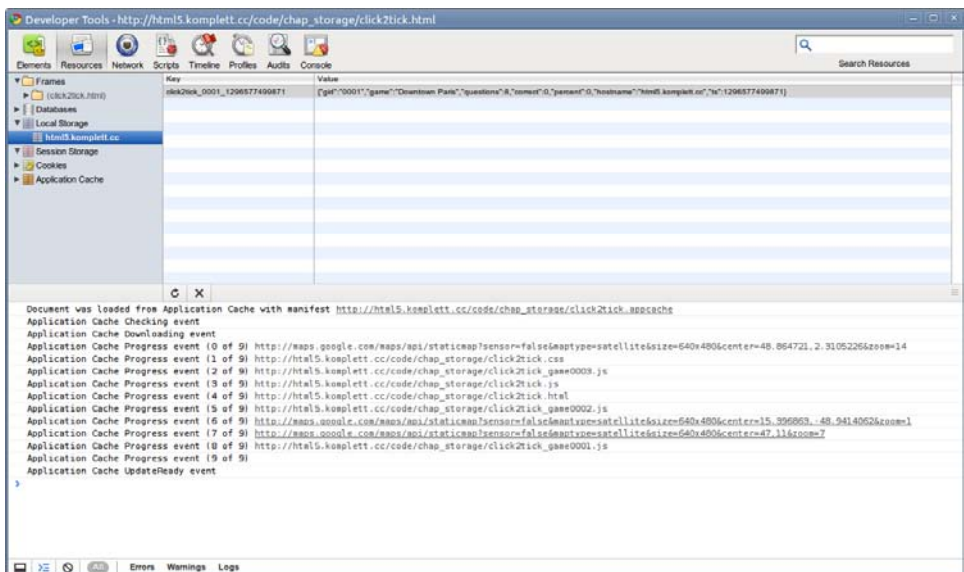 Developer Tools - http://html5.komplett.cc/code/chap_storage/click2tick.html
Elements Resources Network Scripts Timeline Profiles Audits Console
Search Resources
Key Value
Frames
(click2tick.html)
Databases
Local Storage
html5.komplett.cc
Session Storage
Cookies
Application Cache
click2tick_0001_1296577499871 {"gid":"0001","game":"Downtown Paris","questions":8,"correct":0,"percent":0,"hostname":"html5.komplett.cc","ts":1296577499871}
Document was loaded from Application Cache with manifest http://html5.komplett.cc/code/chap_storage/click2tick.appcache
Application Cache Checking event
Application Cache Downloading event
Application Cache Progress event (0 of 9) http://maps.google.com/maps/api/staticmap?sensor=false&maptype=satellite&size=640x480&center=48.864721,2.3105226&zoom=14
Application Cache Progress event (1 of 9) http://html5.komplett.cc/code/chap_storage/click2tick.css
Application Cache Progress event (2 of 9) http://html5.komplett.cc/code/chap_storage/click2tick_game0003.js
Application Cache Progress event (3 of 9) http://html5.komplett.cc/code/chap_storage/click2tick.js
Application Cache Progress event (4 of 9) http://html5.komplett.cc/code/chap_storage/click2tick.html
Application Cache Progress event (5 of 9) http://html5.komplett.cc/code/chap_storage/click2tick_game0002.js
Application Cache Progress event (6 of 9) http://maps.google.com/maps/api/staticmap?sensor=false&maptype=satellite&size=640x480&center=15.996863,-48.9414062&zoom=1
Application Cache Progress event (7 of 9) http://maps.google.com/maps/api/staticmap?sensor=false&maptype=satellite&size=640x480&center=47,11&zoom=7
Application Cache Progress event (8 of 9) http://html5.komplett.cc/code/chap_storage/click2tick_game0001.js
Application Cache Progress event (9 of 9)
Application Cache UpdateReady event
All Errors Warnings Logs